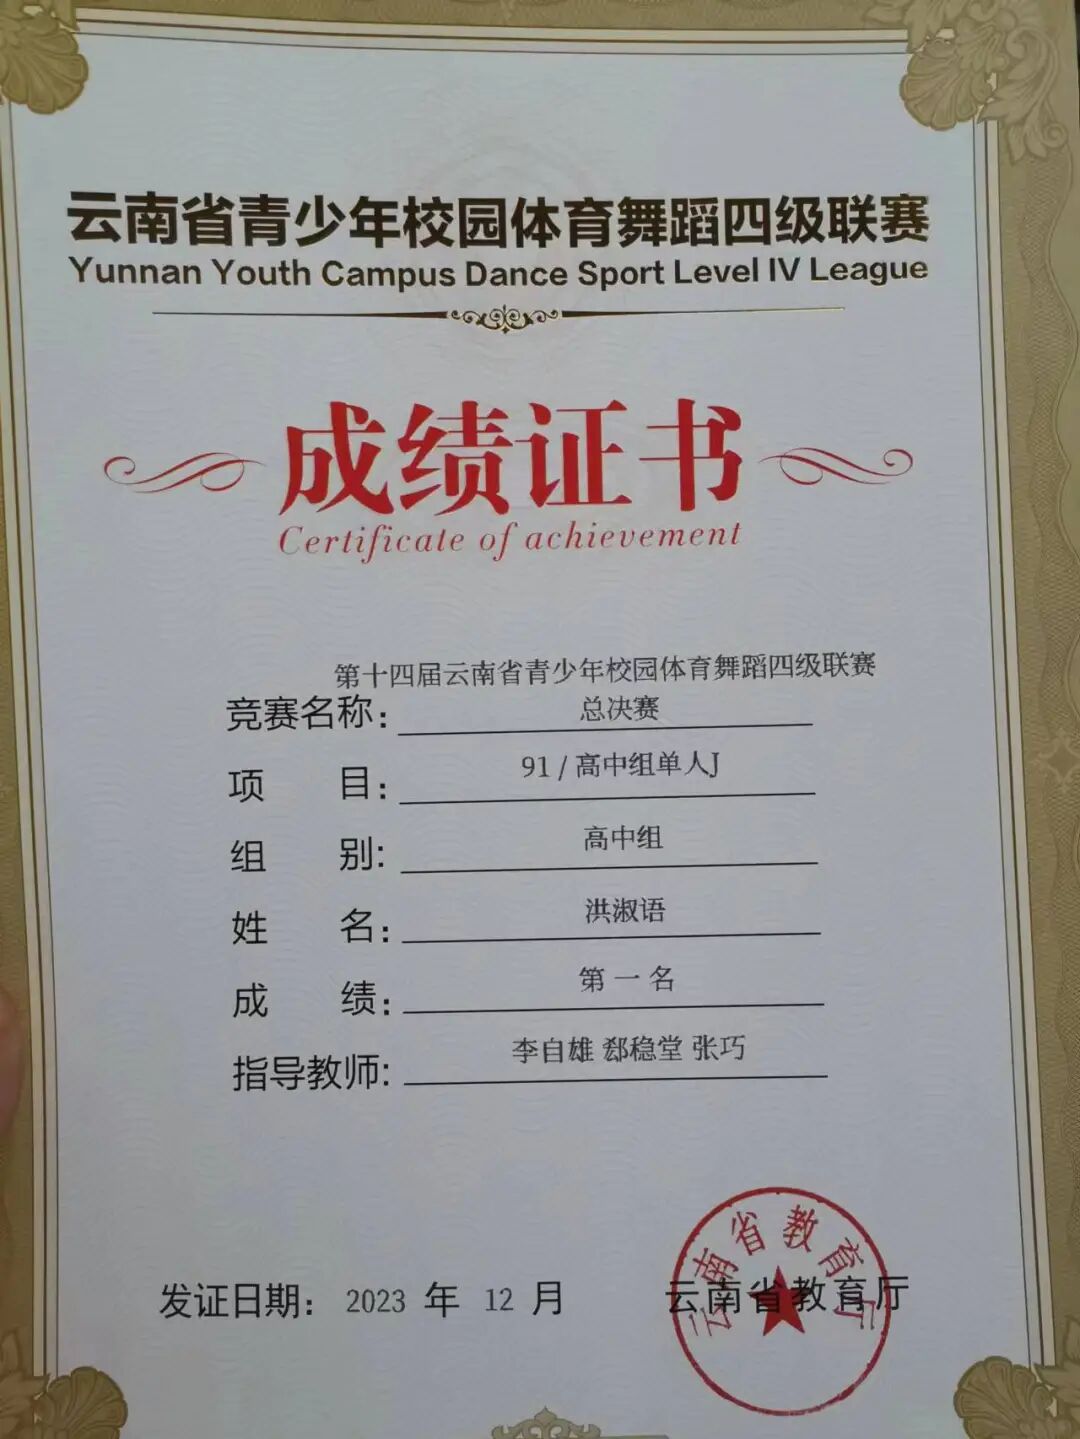 云南省青少年校园体育舞蹈四级联赛
Yunnan Youth Campus Dance Sport Level IV League
成绩证书
Certificate of achievement
第十四届云南省青少年校园体育舞蹈四级联赛
竞赛名称: 总决赛
项 目: 91 / 高中组单人J
组 别: 高中组
姓 名: 洪淑语
成 绩: 第一名
指导教师: 李自雄 郄稳堂 张巧
发证日期: 2023 年 12 月
云南省教育厅
云南省教育厅